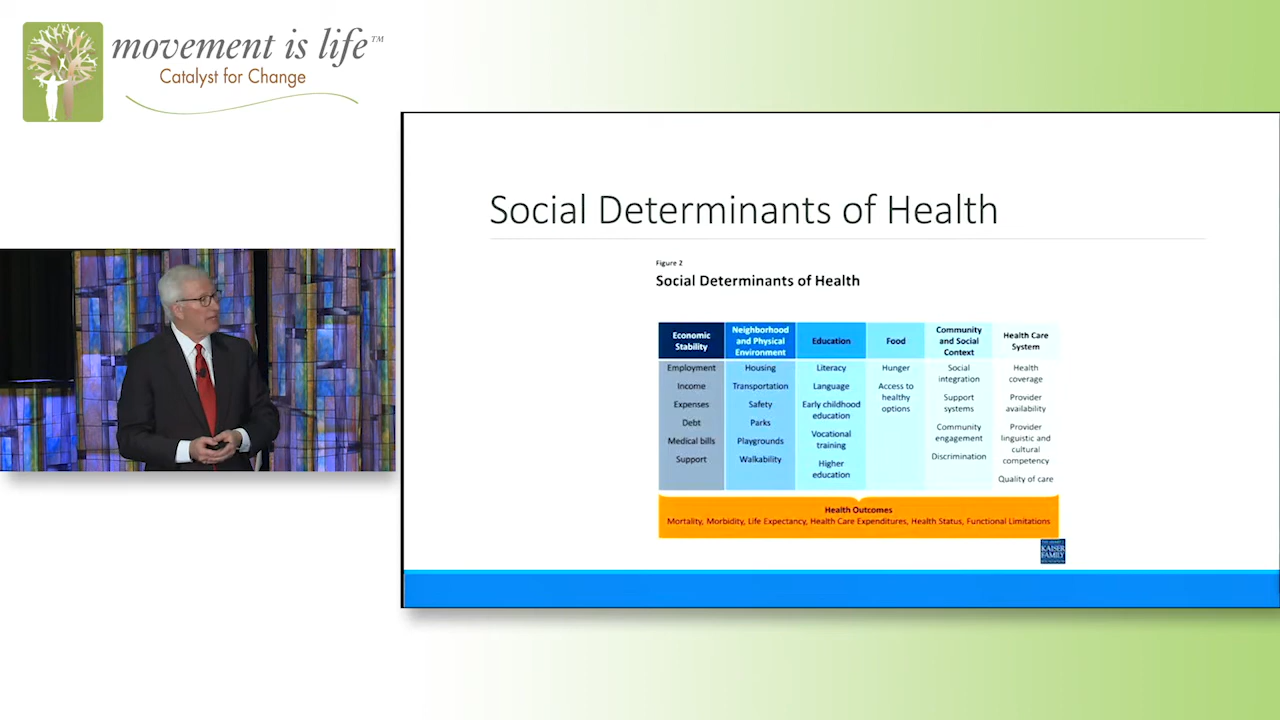 movement is life™
Catalyst for Change
Social Determinants of Health
Figure 2
Social Determinants of Health
Economic
Stability
Employment
Income
Expenses
Debt
Medical bills
Support
Neighborhood
and Physical
Environment
Housing
Transportation
Safety
Parks
Playgrounds
Walkability
Education
Literacy
Language
Early childhood
education
Vocational
training
Higher
education
Food
Hunger
Access to
healthy
options
Community
and Social
Context
Social
integration
Support
systems
Community
engagement
Discrimination
Health Care
System
Health
coverage
Provider
availability
Provider
linguistic and
cultural
competency
Quality of care
Health Outcomes
Mortality, Morbidity, Life Expectancy, Health Care Expenditures, Health Status, Functional Limitations
KAISER
FAMILY